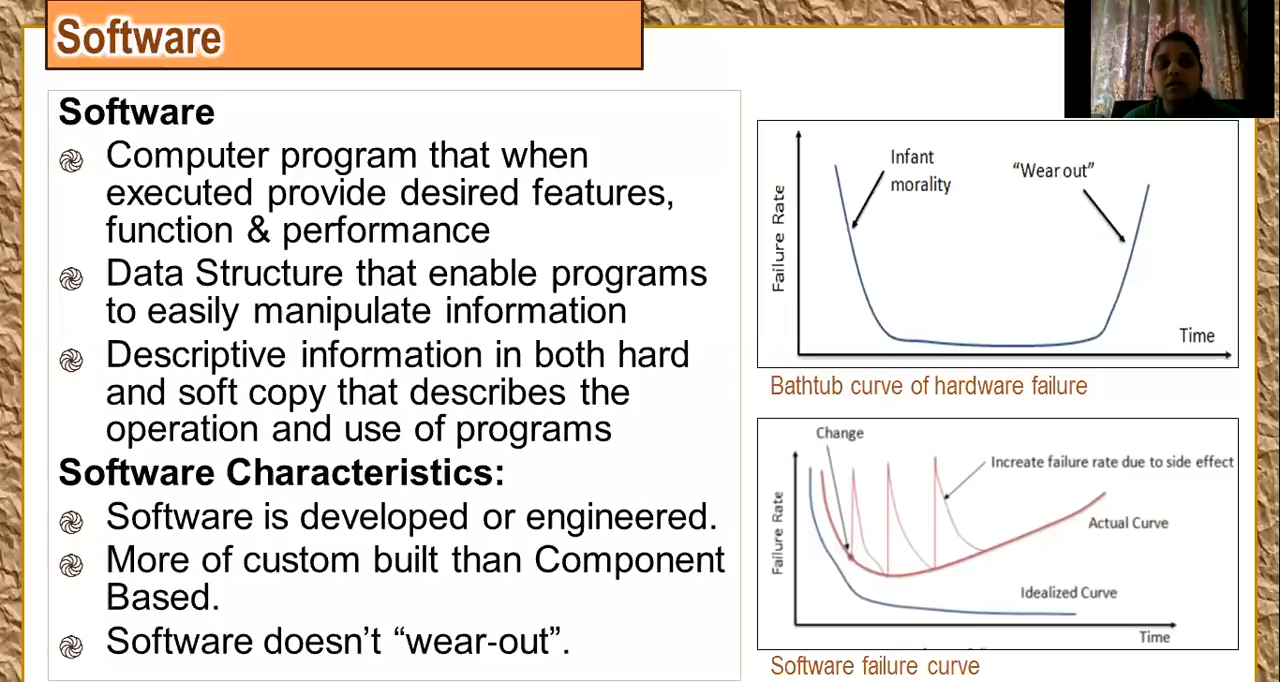 Software
Software
Computer program that when
executed provide desired features,
function & performance
Data Structure that enable programs
to easily manipulate information
Descriptive information in both hard
and soft copy that describes the
operation and use of programs
Software Characteristics:
Software is developed or engineered.
More of custom built than Component
Based.
Software doesn't “wear-out”.
Infant
morality
“Wear out”
Failure Rate
Time
Bathtub curve of hardware failure
Change
Increate failure rate due to side effect
Failure Rate
Actual Curve
Idealized Curve
Time
Software failure curve